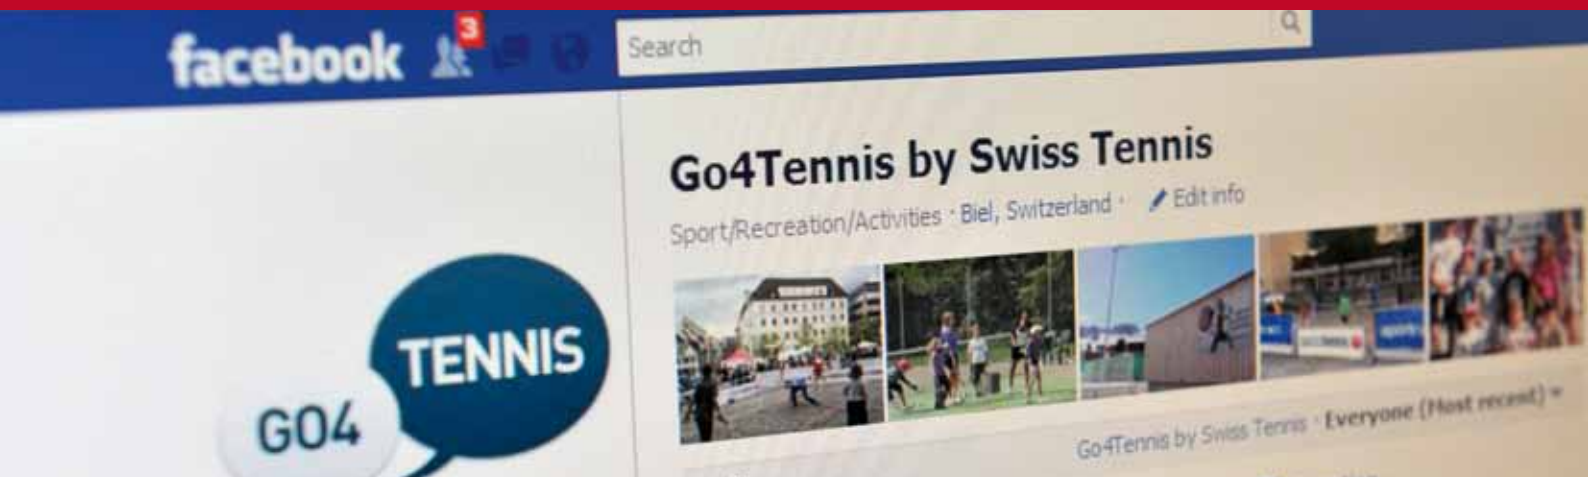 facebook
3
Search
Go4Tennis by Swiss Tennis
Sport/Recreation/Activities · Biel, Switzerland · Edit info
TENNIS
GO4
Go4Tennis by Swiss Tennis · Everyone (Most recent)